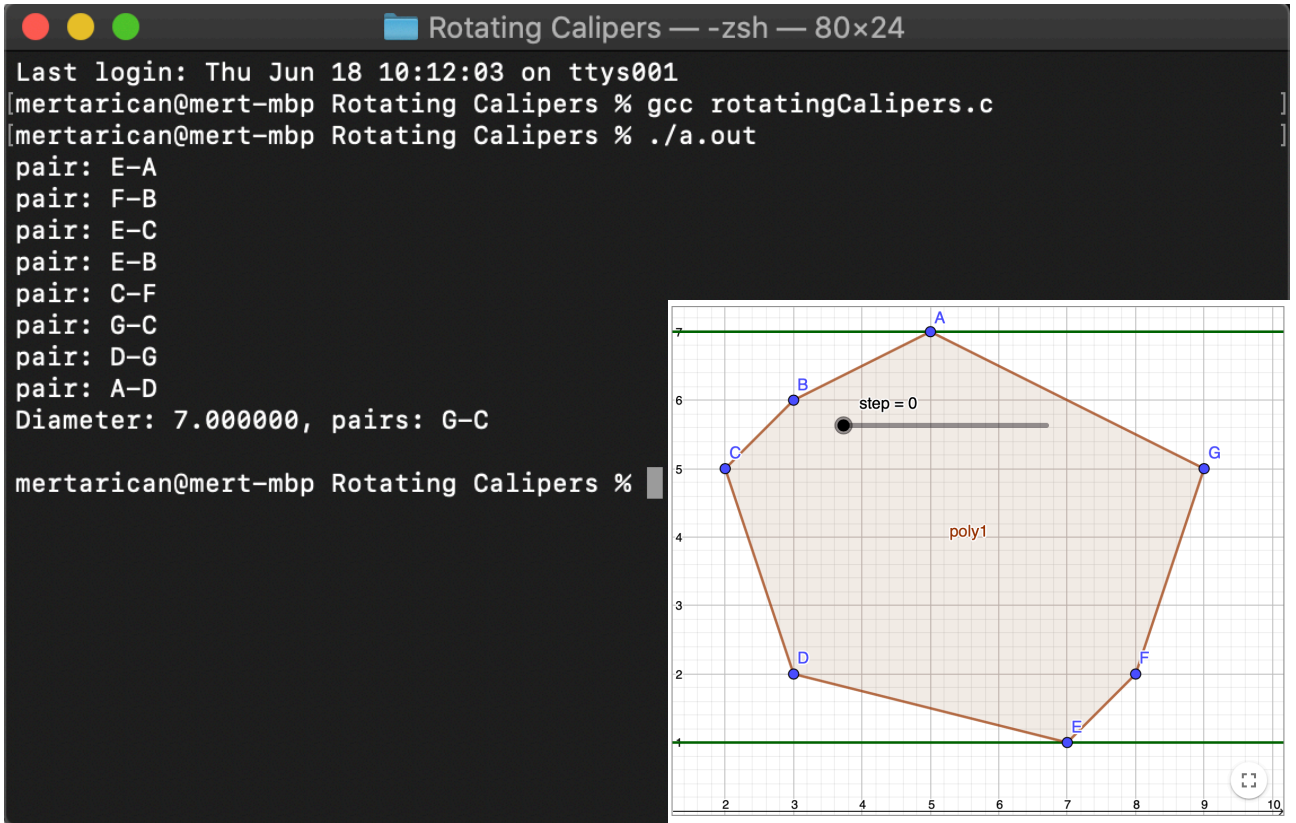 Rotating Calipers — -zsh — 80×24
Last login: Thu Jun 18 10:12:03 on ttys001
[mertarican@mert-mbp Rotating Calipers % gcc rotatingCalipers.c ]
[mertarican@mert-mbp Rotating Calipers % ./a.out ]
pair: E-A
pair: F-B
pair: E-C
pair: E-B
pair: C-F
pair: G-C
pair: D-G
pair: A-D
Diameter: 7.000000, pairs: G-C
mertarican@mert-mbp Rotating Calipers %
A
7
B
6
step = 0
C
G
5
poly1
4
3
D
F
2
E
1
2 3 4 5 6 7 8 9 10